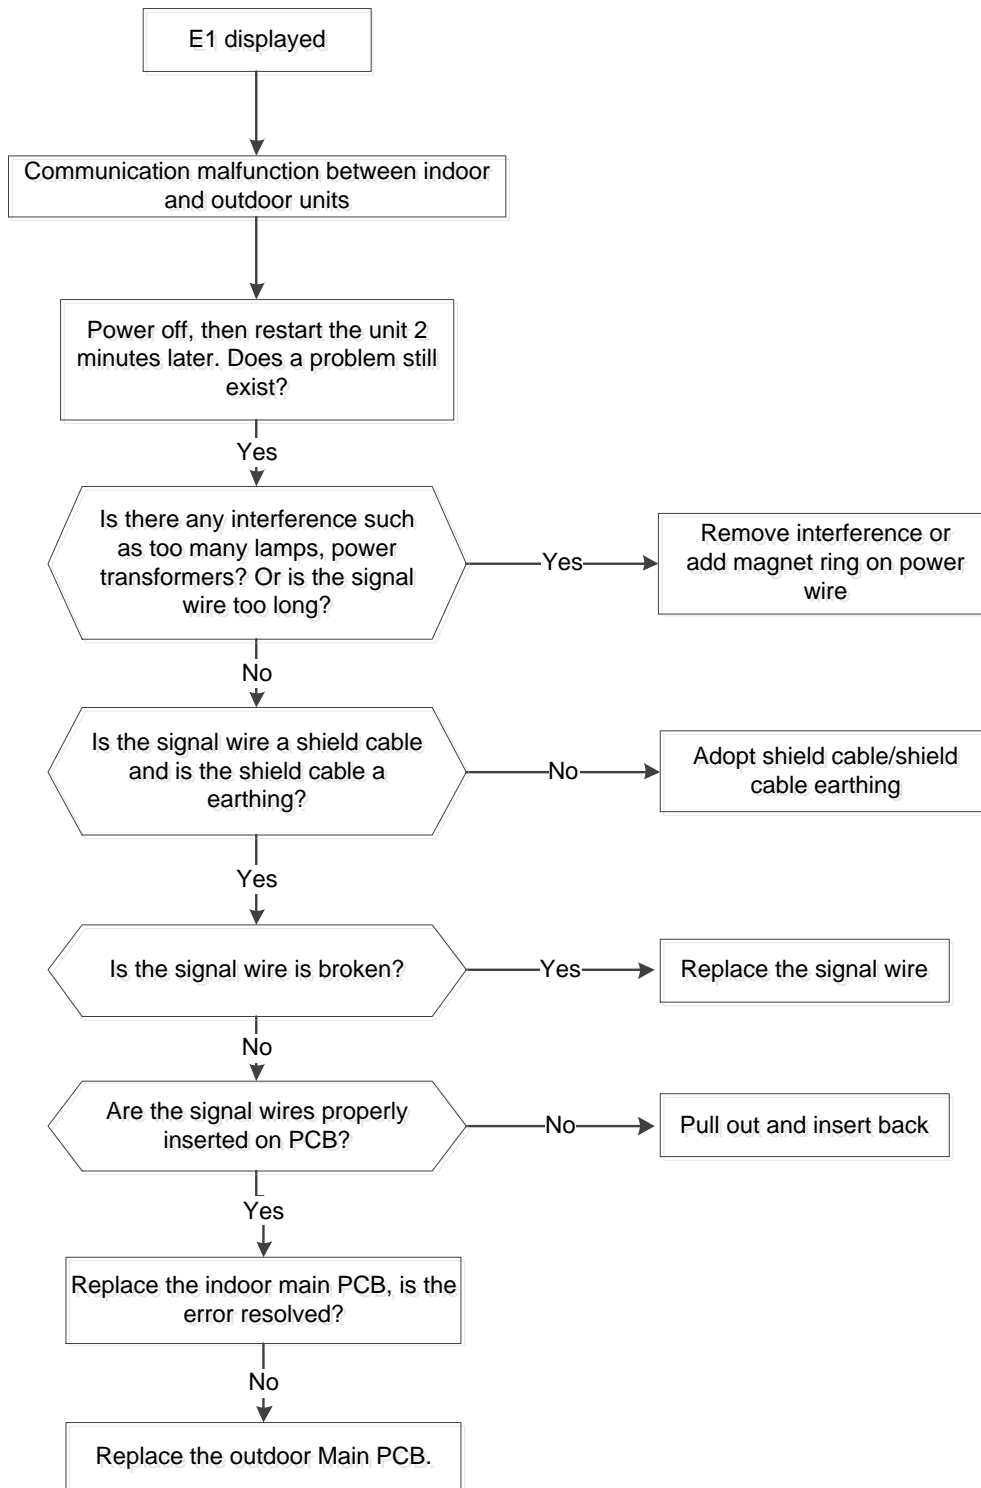 E1 displayed
Communication malfunction between indoor
and outdoor units
Power off, then restart the unit 2
minutes later. Does a problem still
exist?
Yes
Is there any interference such
as too many lamps, power
transformers? Or is the signal
wire too long?
Yes
Remove interference or
add magnet ring on power
wire
No
Is the signal wire a shield cable
and is the shield cable a
earthing?
No
Adopt shield cable/shield
cable earthing
Yes
Is the signal wire is broken?
Yes
Replace the signal wire
No
Are the signal wires properly
inserted on PCB?
No
Pull out and insert back
Yes
Replace the indoor main PCB, is the
error resolved?
No
Replace the outdoor Main PCB.